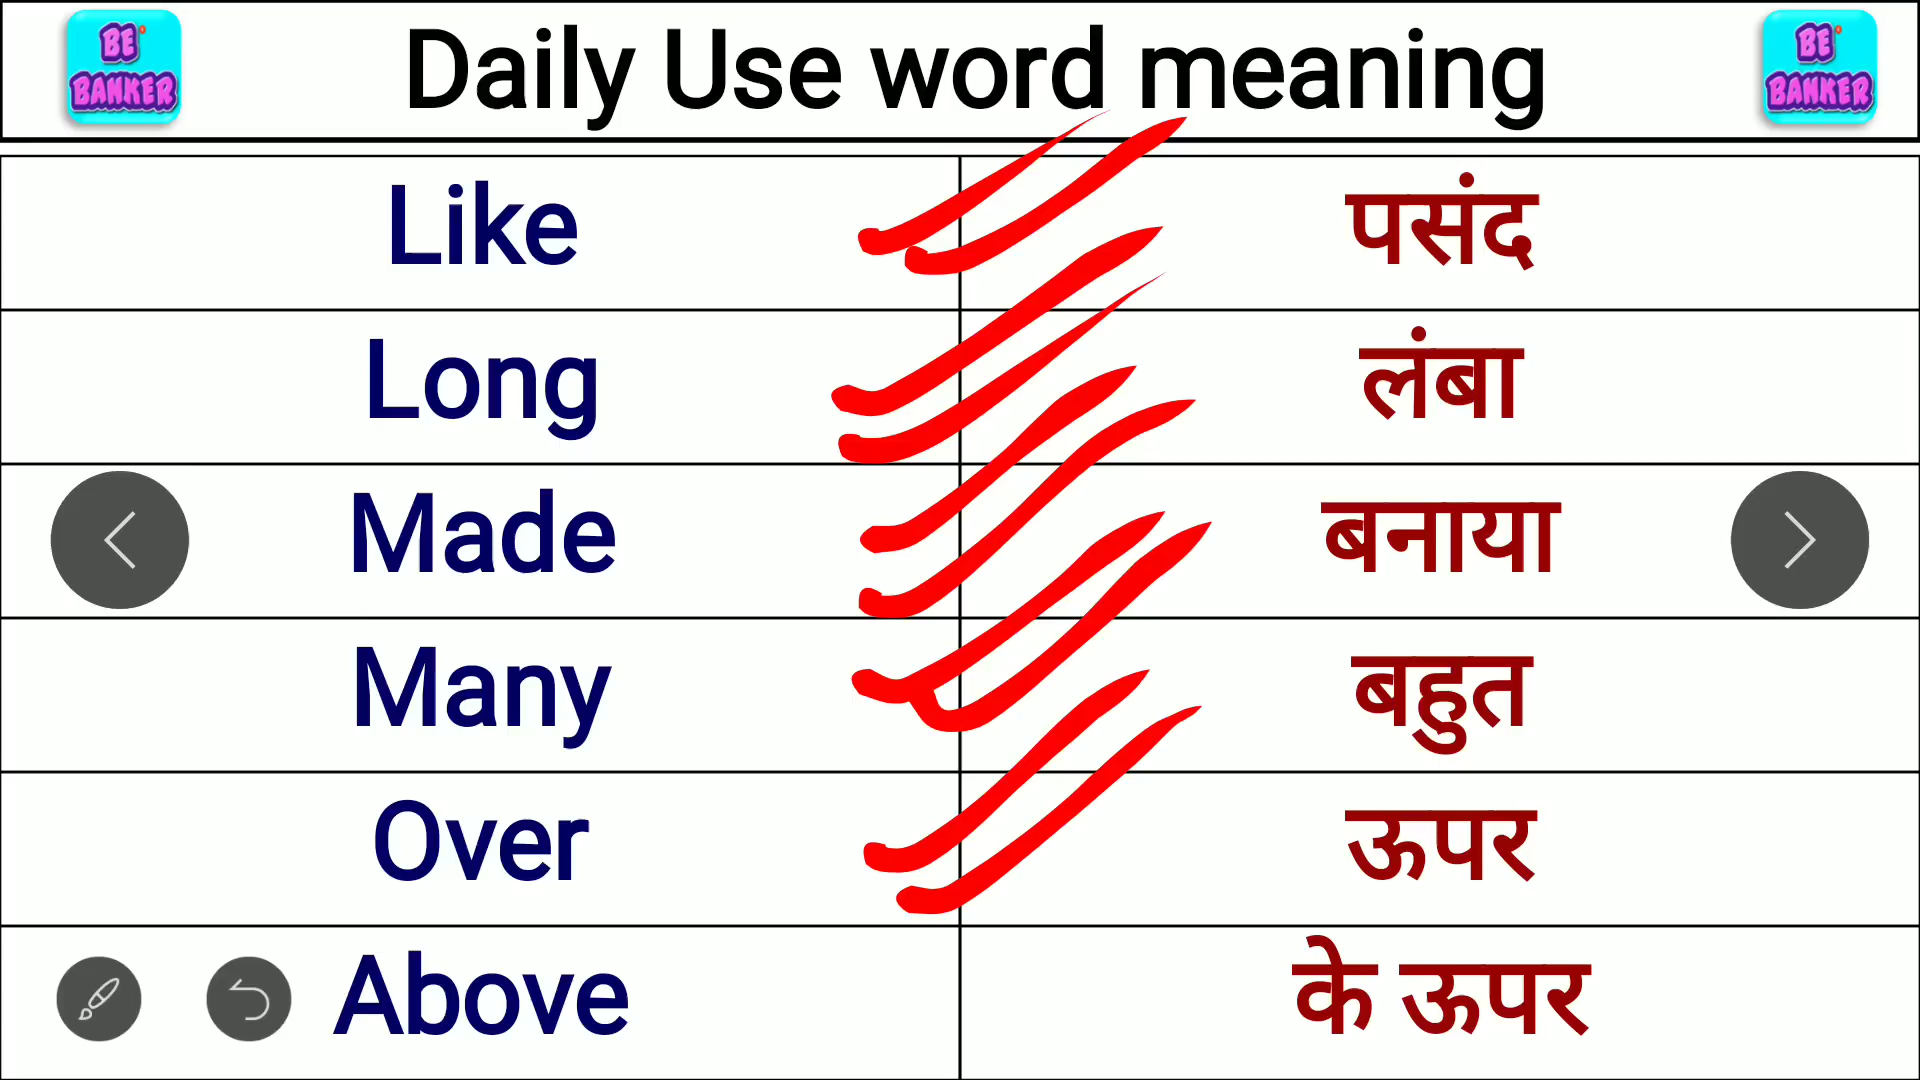 BE BANKER
Daily Use word meaning
BE BANKER
Like पसंद
Long लंबा
Made बनाया
Many बहुत
Over ऊपर
Above के ऊपर